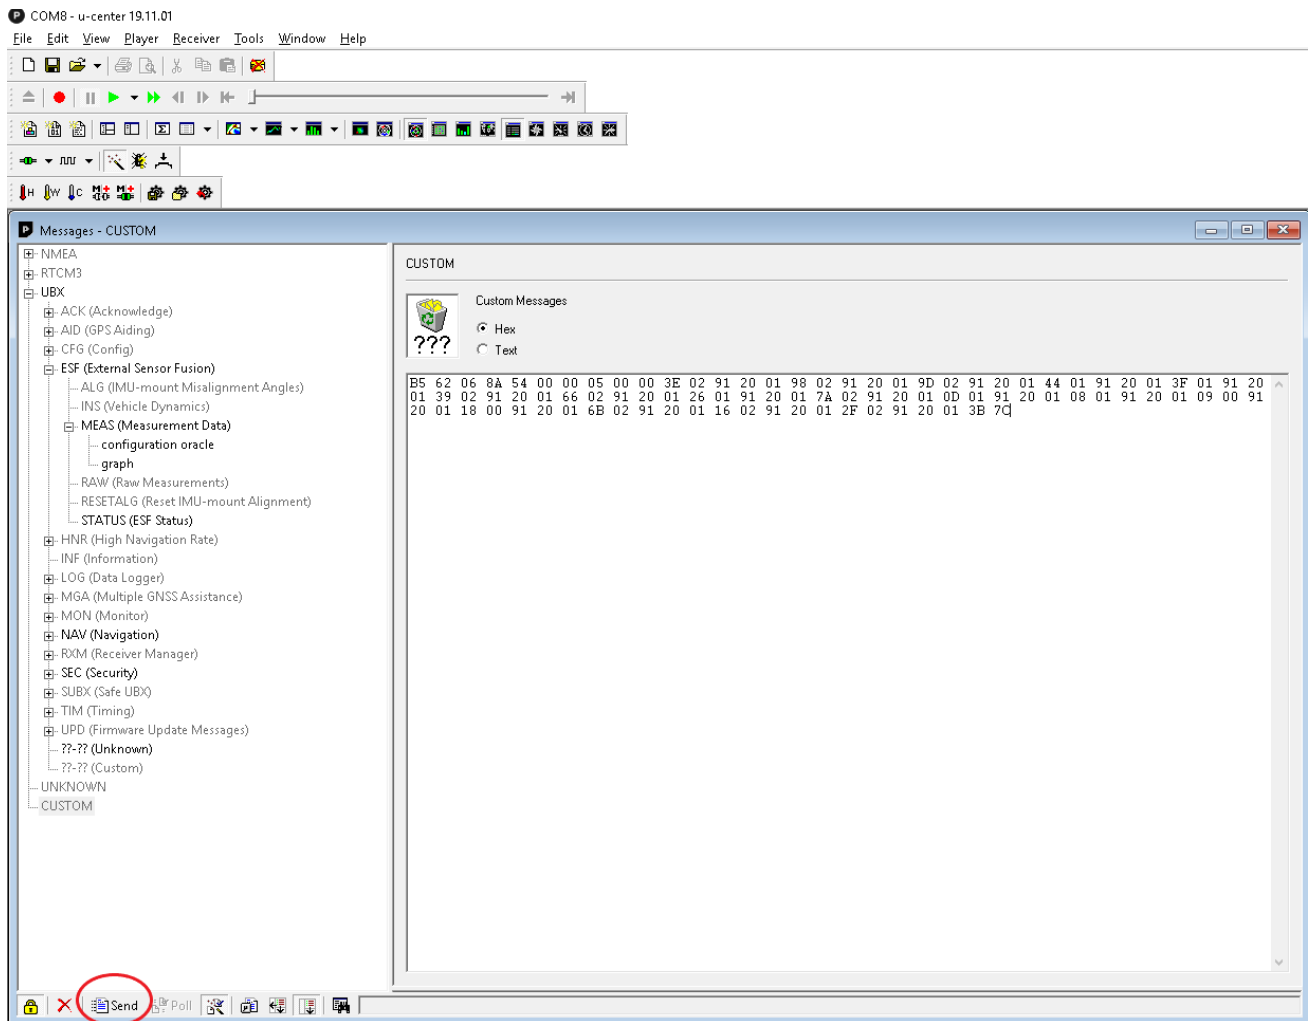 COM8 - u-center 19.11.01
File Edit View Player Receiver Tools Window Help
H W C
Messages - CUSTOM
NMEA
RTCM3
UBX
ACK (Acknowledge)
AID (GPS Aiding)
CFG (Config)
ESF (External Sensor Fusion)
ALG (IMU-mount Misalignment Angles)
INS (Vehicle Dynamics)
MEAS (Measurement Data)
configuration oracle
graph
RAW (Raw Measurements)
RESETALG (Reset IMU-mount Alignment)
STATUS (ESF Status)
HNR (High Navigation Rate)
INF (Information)
LOG (Data Logger)
MGA (Multiple GNSS Assistance)
MON (Monitor)
NAV (Navigation)
RXM (Receiver Manager)
SEC (Security)
SUBX (Safe UBX)
TIM (Timing)
UPD (Firmware Update Messages)
??-?? (Unknown)
??-?? (Custom)
UNKNOWN
CUSTOM
CUSTOM
Custom Messages
Hex
???
Text
B5 62 06 8A 54 00 00 05 00 00 3E 02 91 20 01 98 02 91 20 01 9D 02 91 20 01 44 01 91 20 01 3F 01 91 20
01 39 02 91 20 01 66 02 91 20 01 26 01 91 20 01 7A 02 91 20 01 0D 01 91 20 01 08 01 91 20 01 09 00 91
20 01 18 00 91 20 01 6B 02 91 20 01 16 02 91 20 01 2F 02 91 20 01 3B 7C
Send Poll